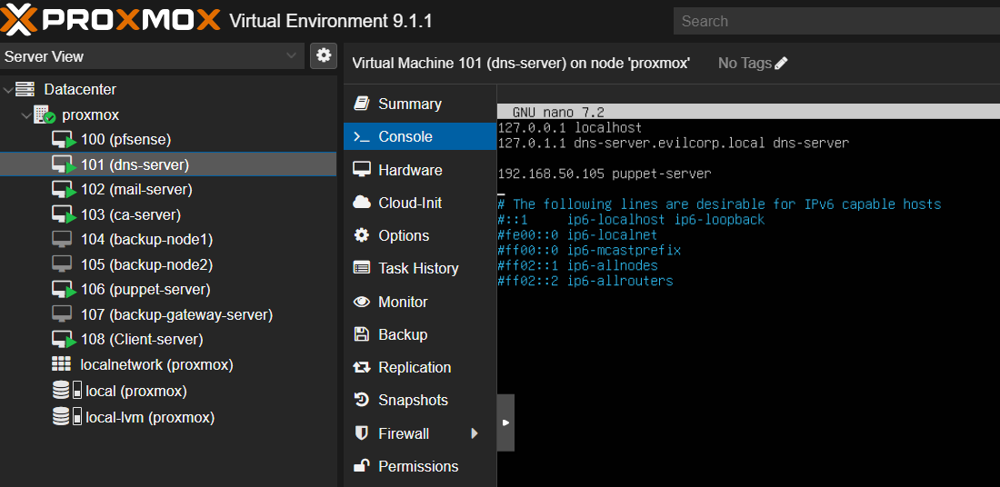 PROXMOX Virtual Environment 9.1.1
Search
Server View
Datacenter
proxmox
100 (pfsense)
101 (dns-server)
102 (mail-server)
103 (ca-server)
104 (backup-node1)
105 (backup-node2)
106 (puppet-server)
107 (backup-gateway-server)
108 (Client-server)
localnetwork (proxmox)
local (proxmox)
local-lvm (proxmox)
Virtual Machine 101 (dns-server) on node 'proxmox'
No Tags
Summary
Console
Hardware
Cloud-Init
Options
Task History
Monitor
Backup
Replication
Snapshots
Firewall
Permissions
GNU nano 7.2
127.0.0.1 localhost
127.0.1.1 dns-server.evilcorp.local dns-server
192.168.50.105 puppet-server
# The following lines are desirable for IPv6 capable hosts
#::1     ip6-localhost ip6-loopback
#fe00::0 ip6-localnet
#ff00::0 ip6-mcastprefix
#ff02::1 ip6-allnodes
#ff02::2 ip6-allrouters